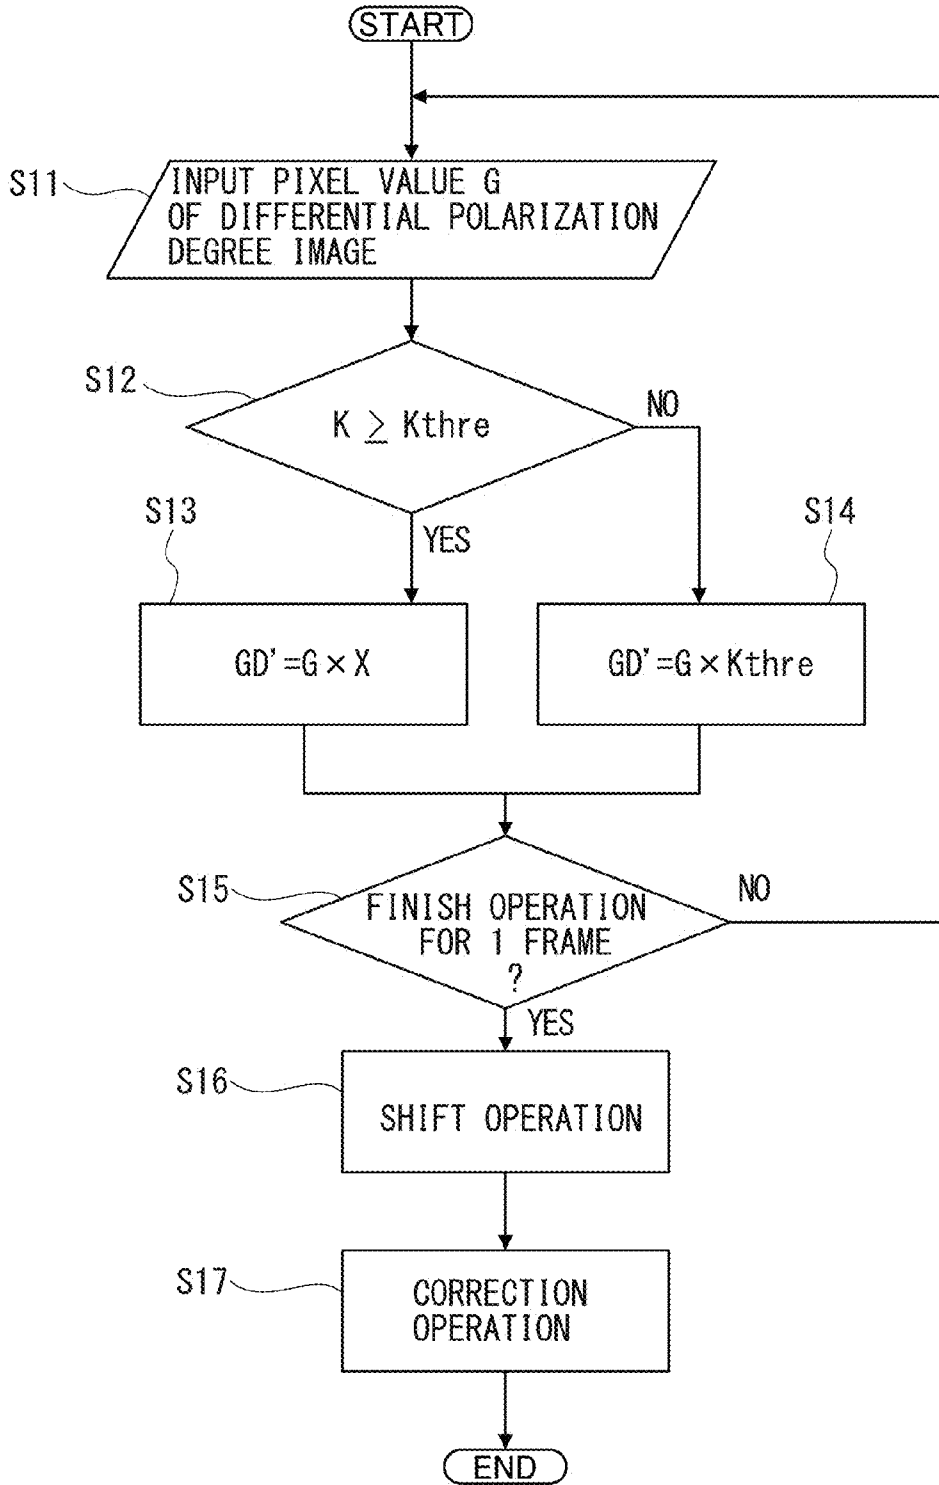 START
S11
INPUT PIXEL VALUE G
OF DIFFERENTIAL POLARIZATION
DEGREE IMAGE
S12
K ≥ Kthre
NO
YES
S13
S14
GD'=G×X
GD'=G×Kthre
S15
FINISH OPERATION
FOR 1 FRAME
?
NO
YES
S16
SHIFT OPERATION
S17
CORRECTION
OPERATION
END